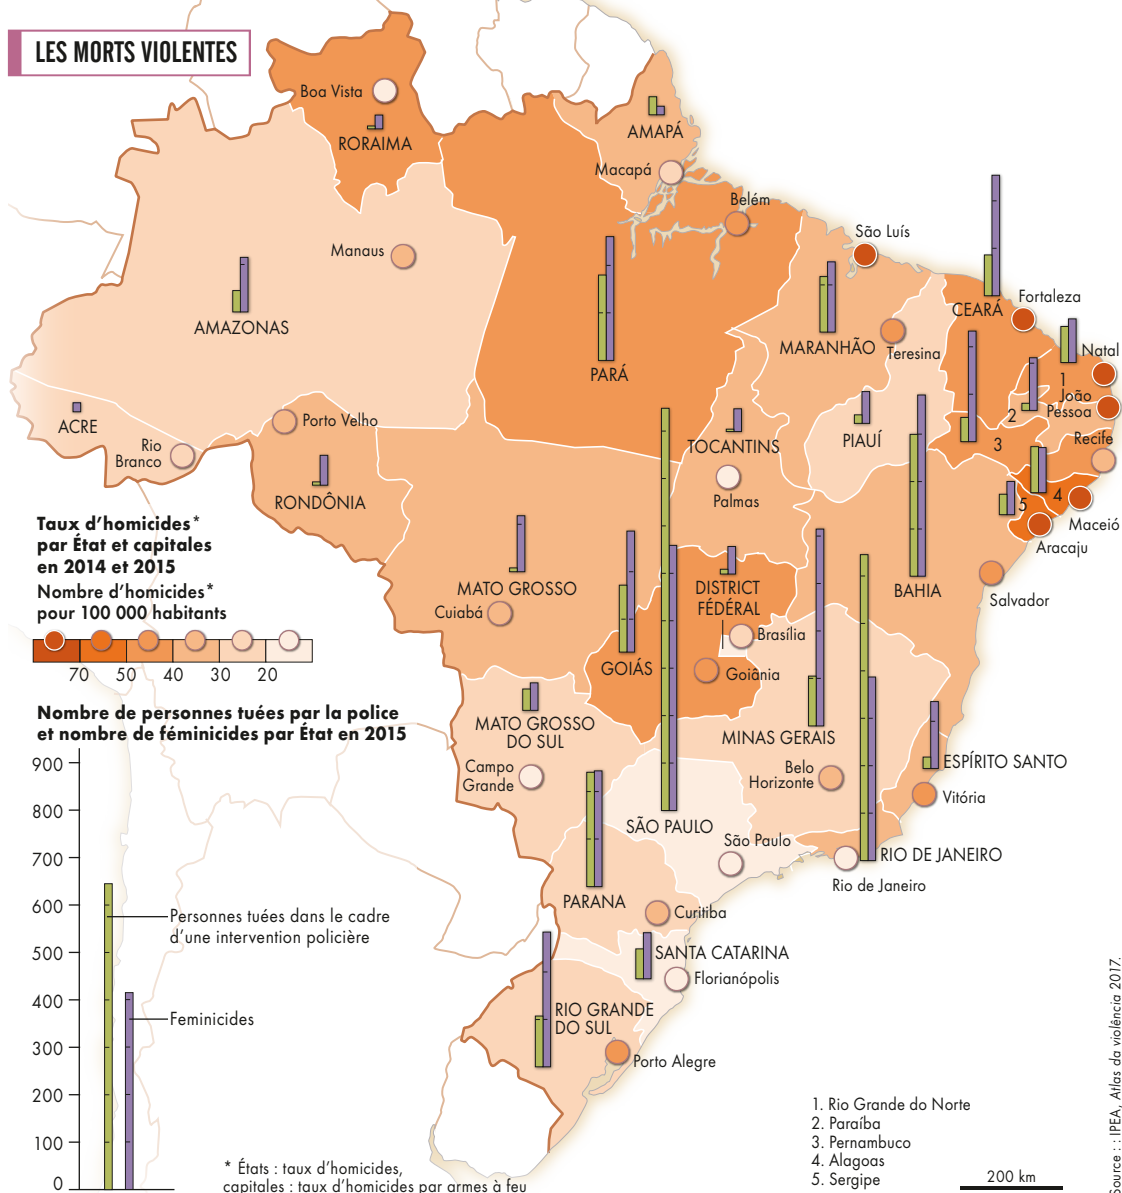 LES MORTS VIOLENTES
Boa Vista
RORAIMA
AMAPÁ
Macapá
Belém
Manaus
AMAZONAS
PARÁ
São Luís
MARANHÃO
Teresina
CEARÁ
Fortaleza
Natal
1
João
Pessoa
2
Recife
3
4
5
Maceió
Aracaju
ACRE
Rio
Branco
Porto Velho
RONDÔNIA
TOCANTINS
Palmas
PIAUÍ
BAHIA
Salvador
MATO GROSSO
Cuiabá
DISTRICT
FÉDÉRAL
Brasília
GOIÁS
Goiânia
MATO GROSSO
DO SUL
Campo
Grande
MINAS GERAIS
Belo
Horizonte
ESPÍRITO SANTO
Vitória
SÃO PAULO
São Paulo
RIO DE JANEIRO
Rio de Janeiro
PARANA
Curitiba
SANTA CATARINA
Florianópolis
RIO GRANDE
DO SUL
Porto Alegre
Taux d'homicides*
par État et capitales
en 2014 et 2015
Nombre d'homicides*
pour 100 000 habitants
70 50 40 30 20
Nombre de personnes tuées par la police
et nombre de féminicides par État en 2015
900
800
700
600
500
400
300
200
100
0
Personnes tuées dans le cadre
d'une intervention policière
Feminicides
* États : taux d'homicides,
capitales : taux d'homicides par armes à feu
1. Rio Grande do Norte
2. Paraíba
3. Pernambuco
4. Alagoas
5. Sergipe
200 km
Source : : IPEA, Atlas da violência 2017.